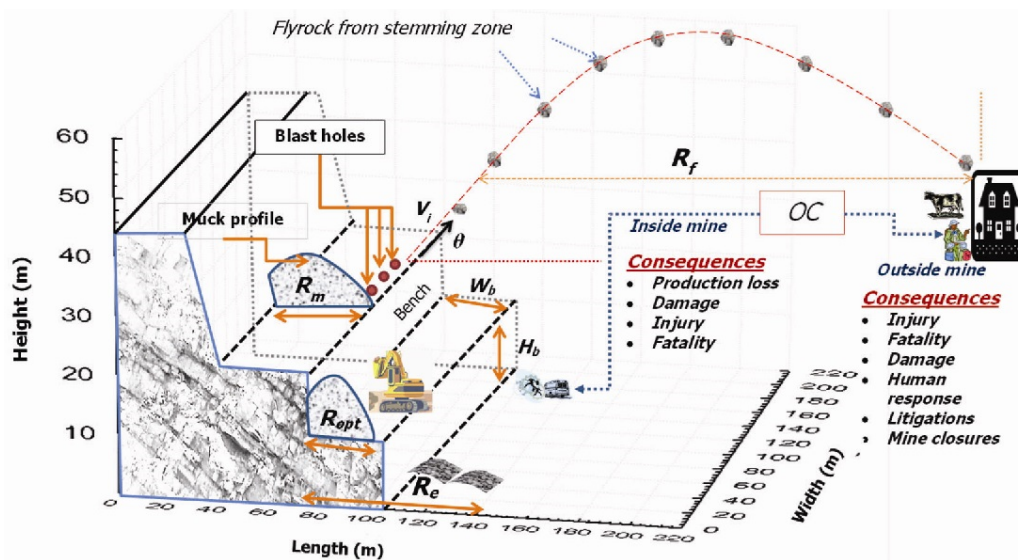 Flyrock from stemming zone
60
50
40
30
20
10
Height (m)
Blast holes
Muck profile
R_m
V_i
θ
R_f
OC
Inside mine
Outside mine
Bench
W_b
H_b
Consequences
• Production loss
• Damage
• Injury
• Fatality
Consequences
• Injury
• Fatality
• Damage
• Human
response
• Litigations
• Mine closures
R_opt
R_e
0 20 40 60 80 100 120 140 160 180 200 220
Length (m)
0
20
40
60
80
100
120
140
160
180
200
220
Width (m)